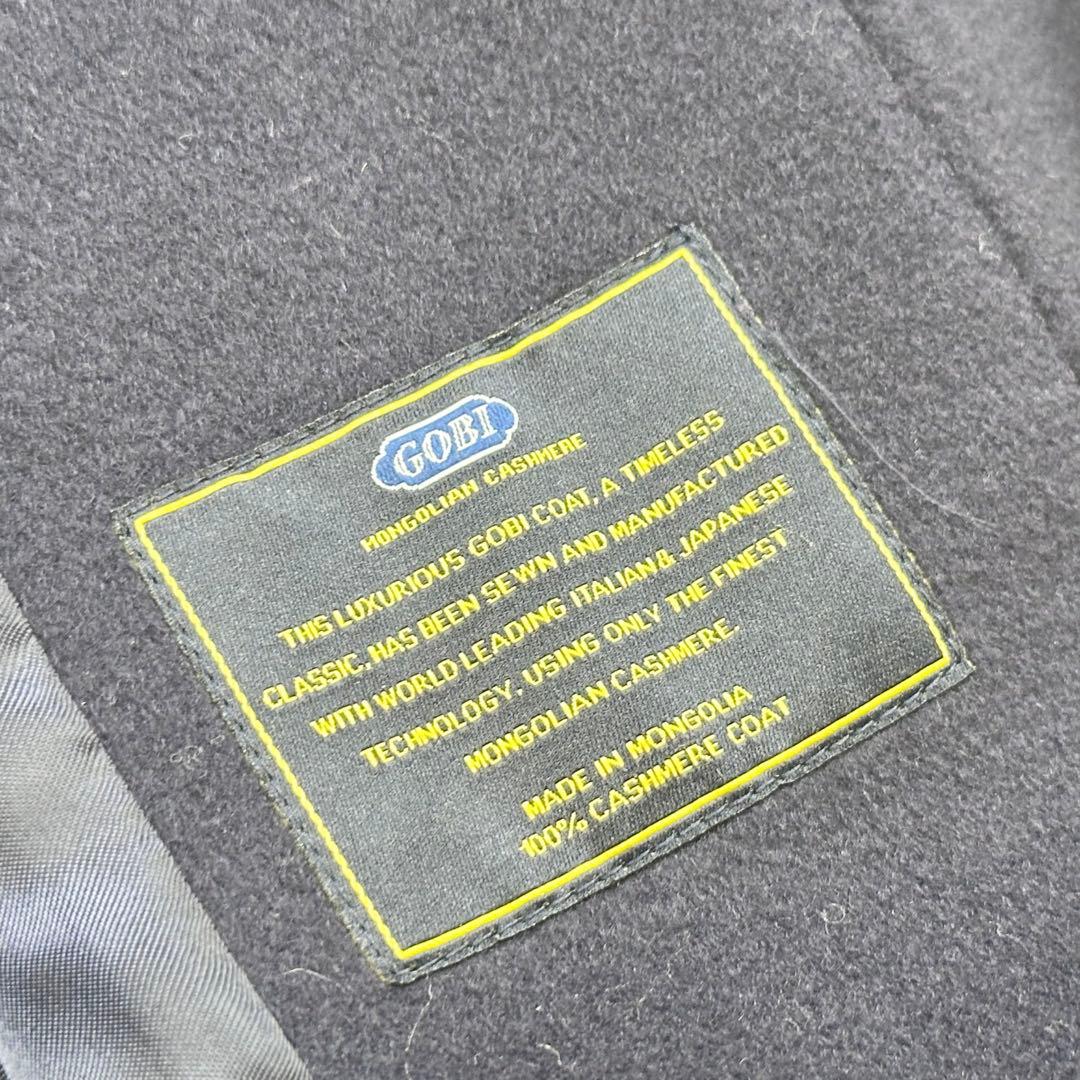 GOBI
MONGOLIAN CASHMERE
THIS LUXURIOUS GOBI COAT, A TIMELESS
CLASSIC, HAS BEEN SEWN AND MANUFACTURED
WITH WORLD LEADING ITALIAN & JAPANESE
TECHNOLOGY, USING ONLY THE FINEST
MONGOLIAN CASHMERE.
MADE IN MONGOLIA
100% CASHMERE COAT